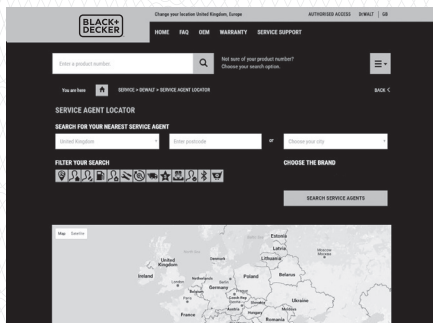 Change your location United Kingdom, Europe
AUTHORISED ACCESS DEWALT | GB
BLACK+
DECKER
HOME FAQ OEM WARRANTY SERVICE SUPPORT
Enter a product number
Not sure of your product number?
Choose your search option.
You are here SERVICE > DEWALT > SERVICE AGENT LOCATOR
BACK <
SERVICE AGENT LOCATOR
SEARCH FOR YOUR NEAREST SERVICE AGENT
United Kingdom
Enter postcode
or
Choose your city
FILTER YOUR SEARCH
CHOOSE THE BRAND
SEARCH SERVICE AGENTS
Map Satellite
Estonia
Latvia
Moscow
Lithuania
United
Kingdom
Denmark
Ireland
Belarus
Netherlands
Berlin
Poland
London
Germany
Belgium
Paris
Czech Rep
Ukraine
Austria
Moldova
France
Hungary
Romania